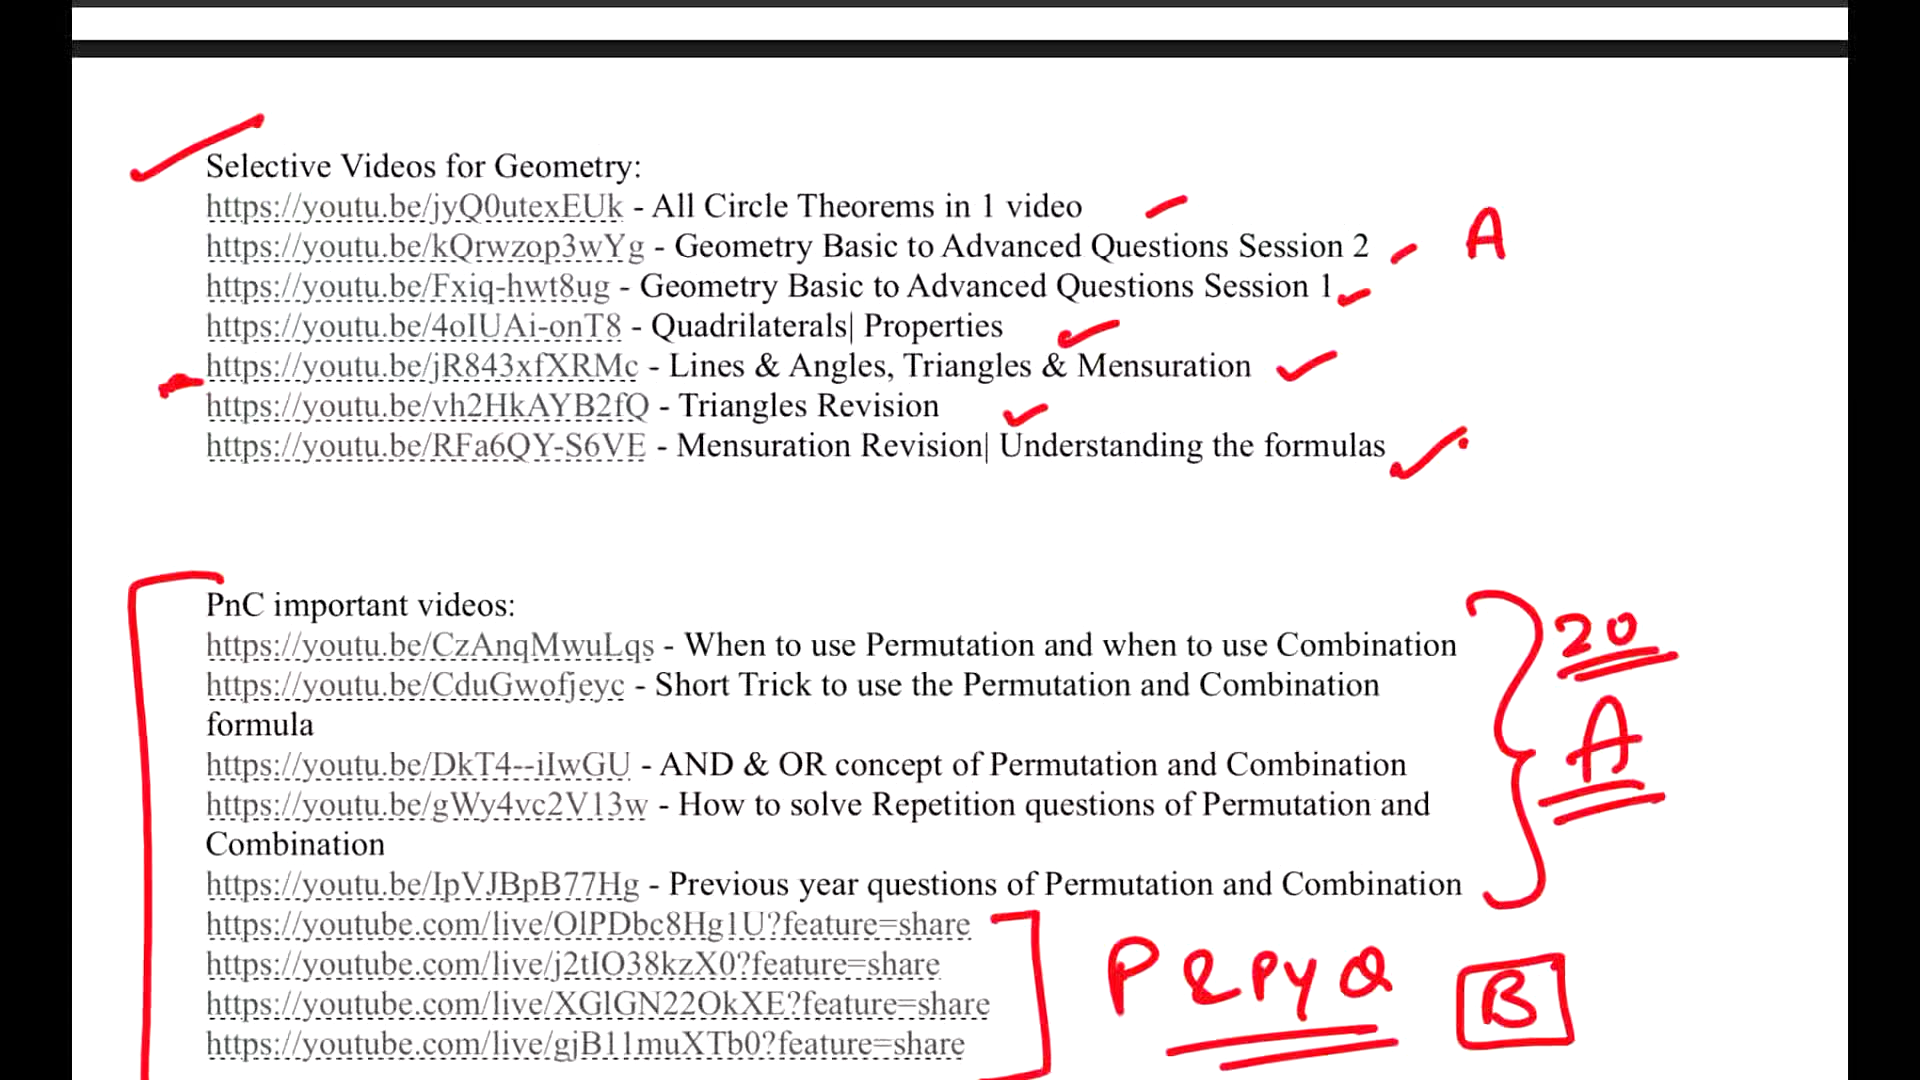 Selective Videos for Geometry:
https://youtu.be/jyQ0utexEUk - All Circle Theorems in 1 video
https://youtu.be/kQrwzop3wYg - Geometry Basic to Advanced Questions Session 2
A
https://youtu.be/Fxiq-hwt8ug - Geometry Basic to Advanced Questions Session 1
https://youtu.be/4oIUAi-onT8 - Quadrilaterals| Properties
https://youtu.be/jR843xfXRMc - Lines & Angles, Triangles & Mensuration
https://youtu.be/vh2HkAYB2fQ - Triangles Revision
https://youtu.be/RFa6QY-S6VE - Mensuration Revision| Understanding the formulas
PnC important videos:
https://youtu.be/CzAnqMwuLqs - When to use Permutation and when to use Combination
20
https://youtu.be/CduGwofjeyc - Short Trick to use the Permutation and Combination
formula
A
https://youtu.be/DkT4--iIwGU - AND & OR concept of Permutation and Combination
https://youtu.be/gWy4vc2V13w - How to solve Repetition questions of Permutation and
Combination
https://youtu.be/IpVJBpB77Hg - Previous year questions of Permutation and Combination
https://youtube.com/live/OlPDbc8Hg1U?feature=share
https://youtube.com/live/j2tIO38kzX0?feature=share
P & PYQ
B
https://youtube.com/live/XGlGN22OkXE?feature=share
https://youtube.com/live/gjB11muXTb0?feature=share